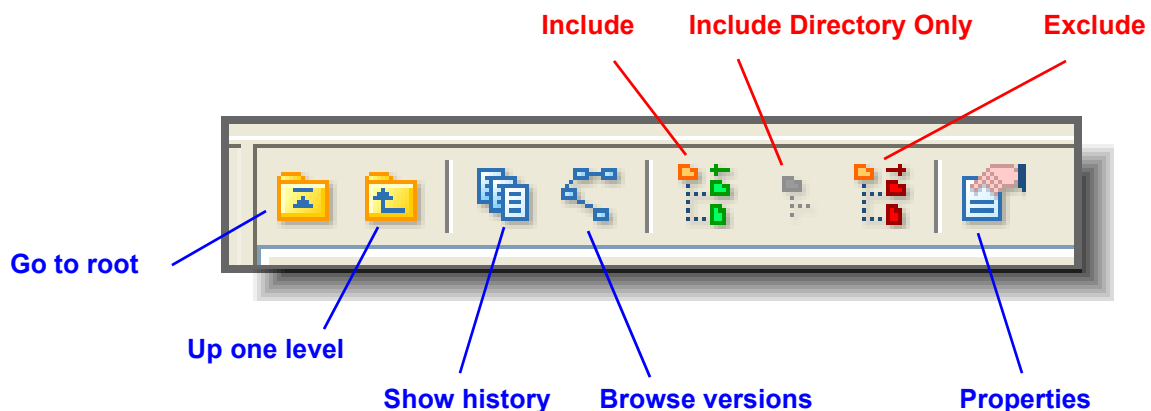 Include
Include Directory Only
Exclude
Go to root
Up one level
Show history
Browse versions
Properties